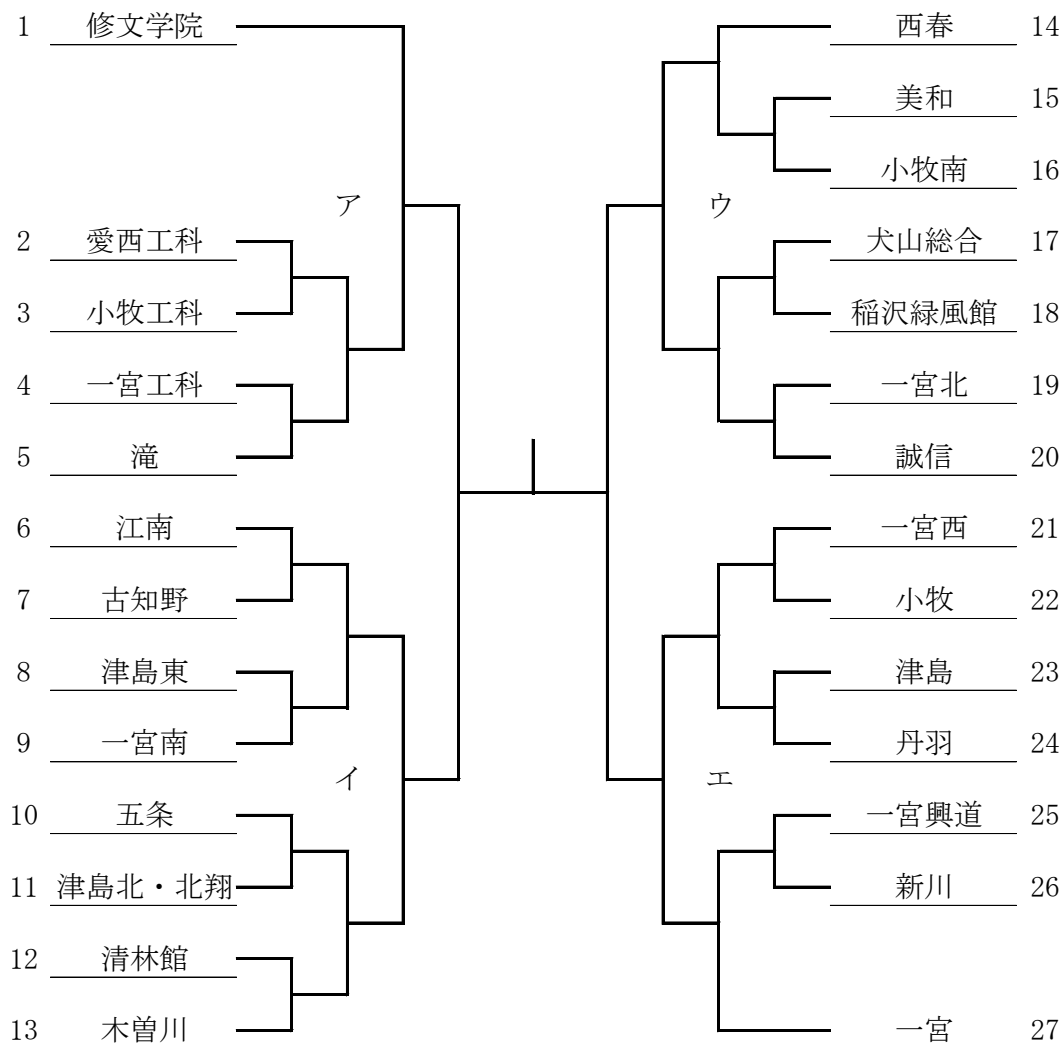 1 修文学院
ア
2 愛西工科
3 小牧工科
4 一宮工科
5 滝
6 江南
7 古知野
8 津島東
9 一宮南
イ
10 五条
11 津島北・北翔
12 清林館
13 木曽川
西春 14
美和 15
小牧南 16
ウ
犬山総合 17
稲沢緑風館 18
一宮北 19
誠信 20
一宮西 21
小牧 22
津島 23
丹羽 24
エ
一宮興道 25
新川 26
一宮 27